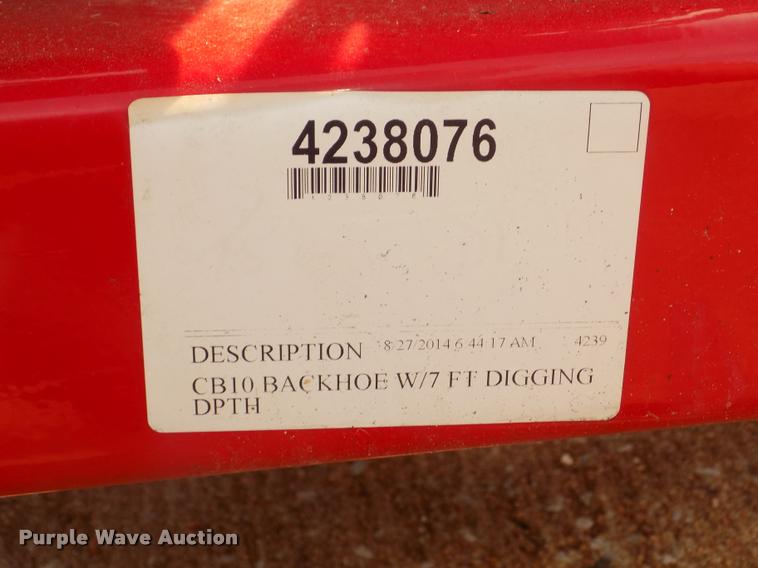 4238076
DESCRIPTION 8/27/2014 6 44 17 AM 4239
CB10 BACKHOE W/7 FT DIGGING
DPTH
Purple Wave Auction